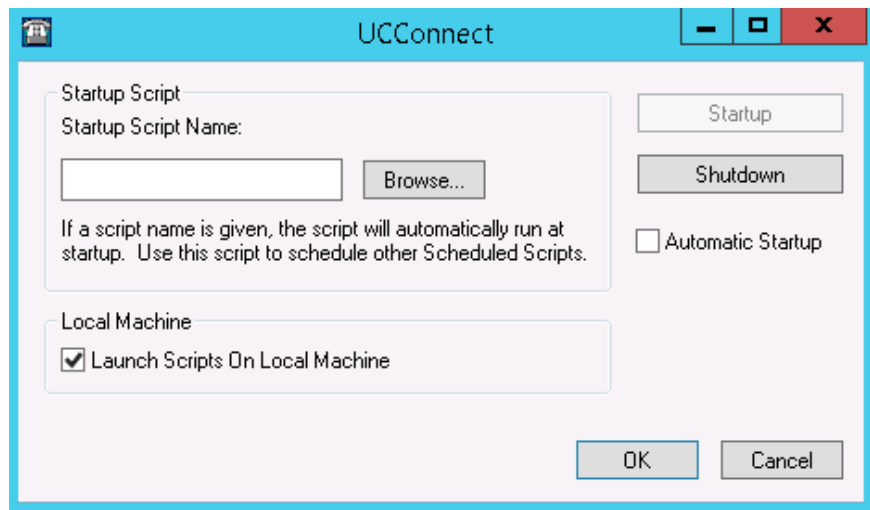 UCConnect
Startup Script
Startup Script Name:
Browse...
If a script name is given, the script will automatically run at
startup.  Use this script to schedule other Scheduled Scripts.
Startup
Shutdown
Automatic Startup
Local Machine
Launch Scripts On Local Machine
OK
Cancel